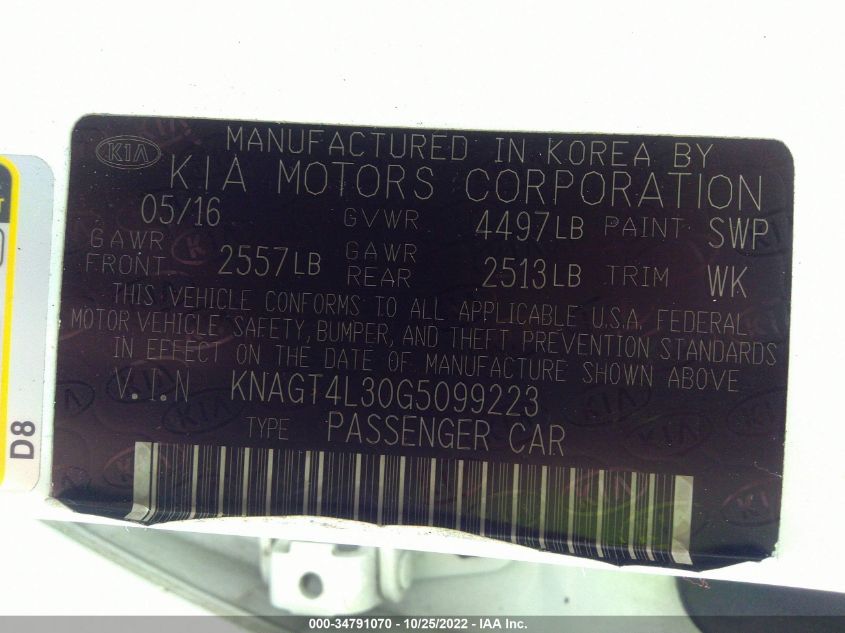 KIA
MANUFACTURED IN KOREA BY
KIA MOTORS CORPORATION
05/16 GVWR 4497LB PAINT SWP
GAWR FRONT 2557LB GAWR REAR 2513LB TRIM WK
THIS VEHICLE CONFORMS TO ALL APPLICABLE U.S.A. FEDERAL
MOTOR VEHICLE SAFETY, BUMPER, AND THEFT PREVENTION STANDARDS
IN EFFECT ON THE DATE OF MANUFACTURE SHOWN ABOVE
V.I.N KNAGT4L30G5099223
TYPE PASSENGER CAR
D8
000-34791070 - 10/25/2022 - IAA Inc.